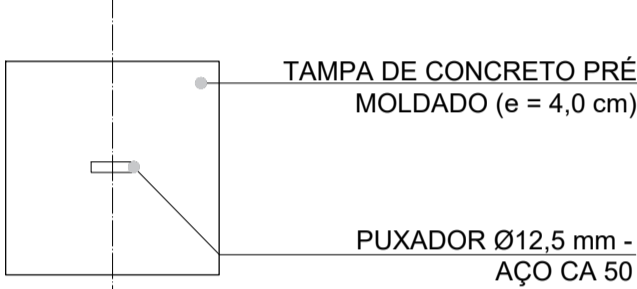 TAMPA DE CONCRETO PRÉ
MOLDADO (e = 4,0 cm)
PUXADOR Ø12,5 mm -
AÇO CA 50